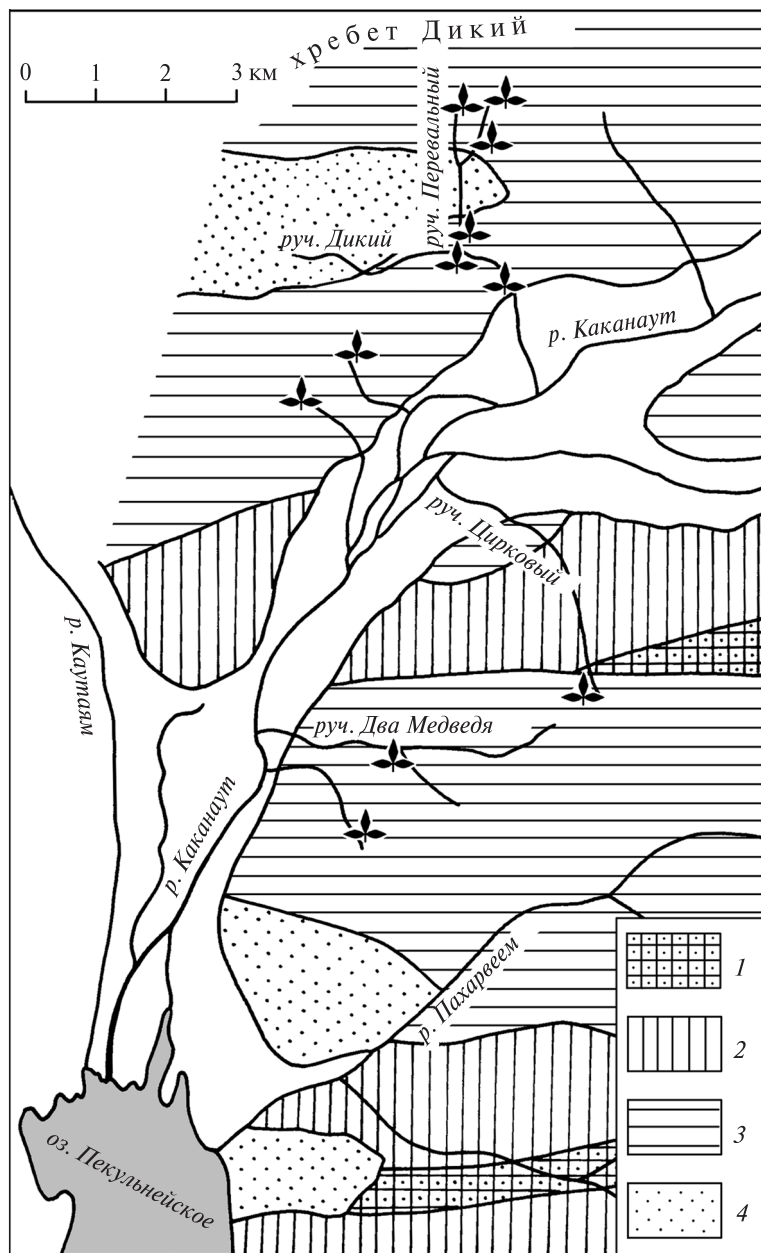 хребет Дикий
0 1 2 3 км
руч. Перевальный
руч. Дикий
р. Каканаут
руч. Цирковый
р. Каутаям
руч. Два Медведя
р. Каканаут
р. Пахарвеем
оз. Пекульнейское
1
2
3
4